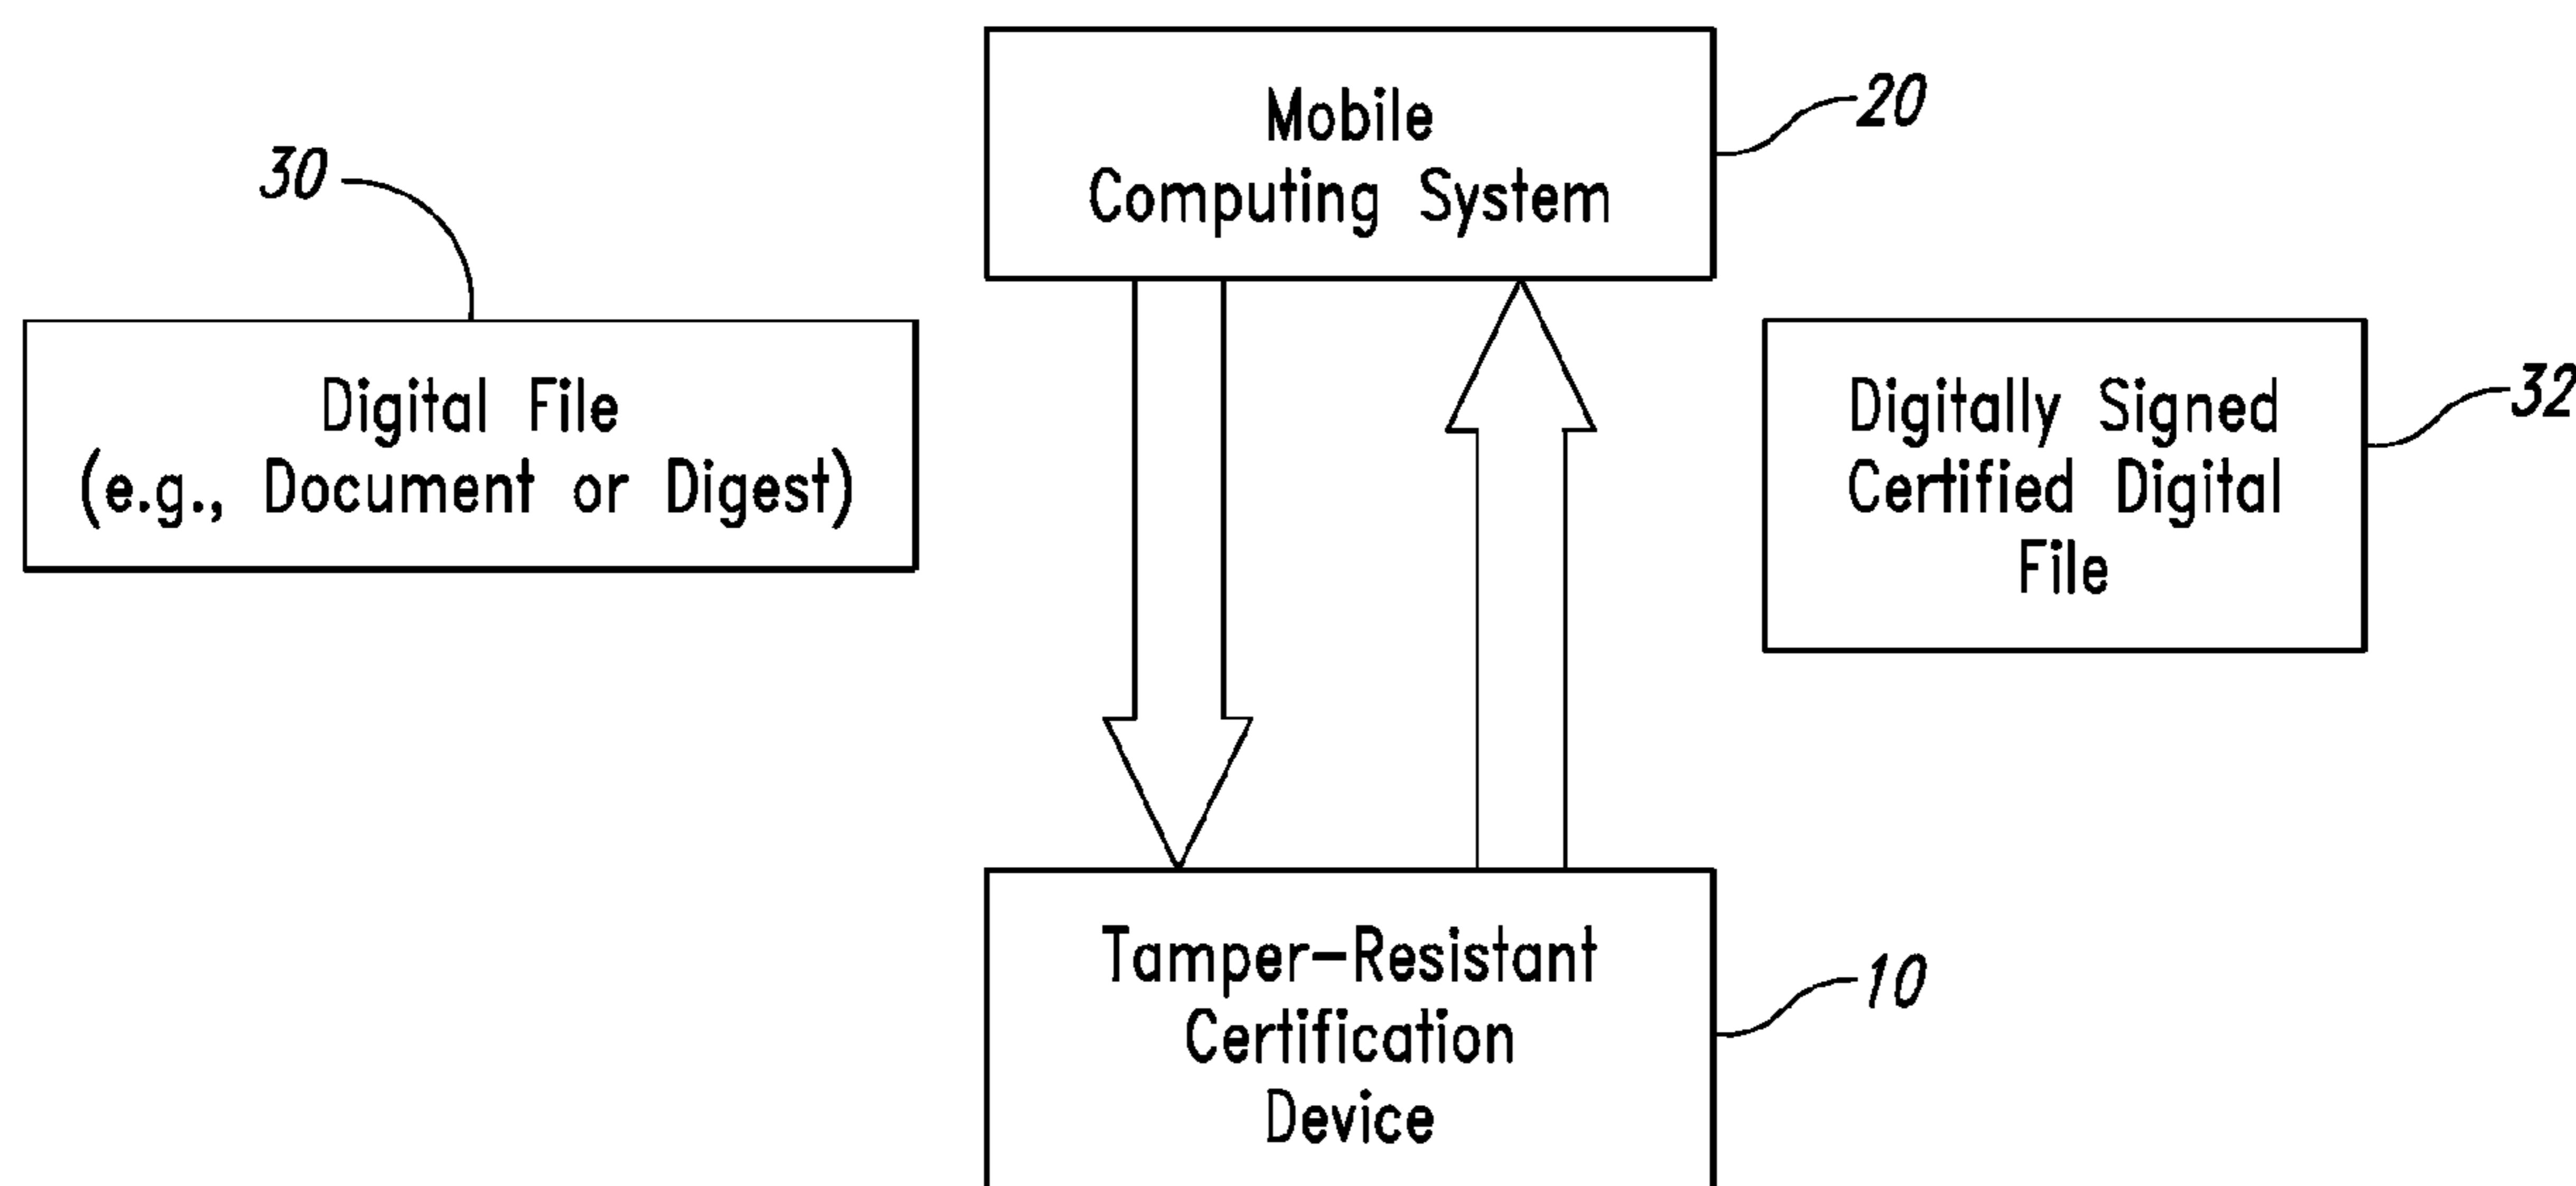 Mobile
Computing System
20
30
Digital File
(e.g., Document or Digest)
Digitally Signed
Certified Digital
File
32
Tamper-Resistant
Certification
Device
10